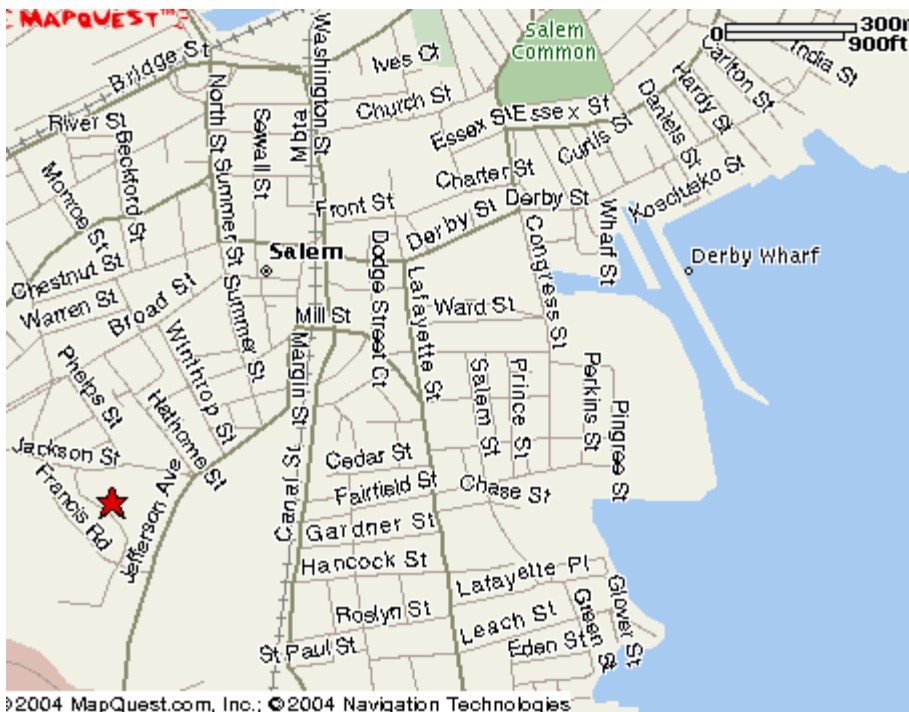 MAPQUEST
0 300m
900ft
Salem
Common
Washington St
Ives Ct
Bridge St
India St
Carlton St
Hardy St
Daniels St
Church St
Essex St
Essex St
Curtis St
River St
Beckford St
North St
Sewall St
Mbta
Monroe St
Summer St
Charter St
Front St
Derby St
Derby St
Kosciusko St
Wharf St
Congress St
Salem
Dodge Street Ct
Derby Wharf
Chestnut St
Warren St
Broad St
Summer St
Lafayette St
Ward St
Mill St
Margin St
Winthrop St
Phelps St
Hathorne St
Salem St
Prince St
Perkins St
Pingree St
Jackson St
Francis Rd
Jefferson Ave
Canal St
Cedar St
Fairfield St
Chase St
Gardner St
Hancock St
Lafayette Pl
Glover St
Green St
Roslyn St
Leach St
Eden St
St Paul St
©2004 MapQuest.com, Inc.; ©2004 Navigation Technologies